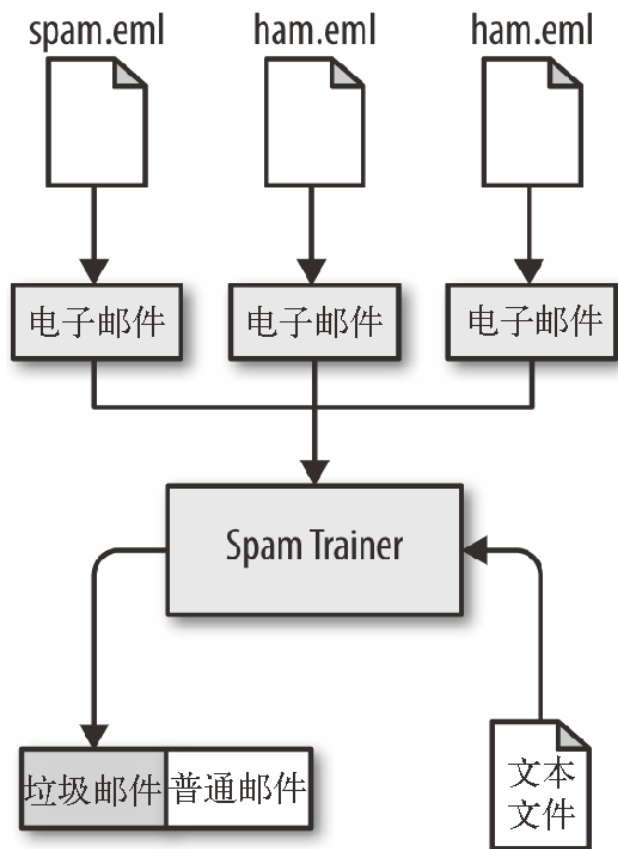 spam.eml
ham.eml
ham.eml
电子邮件
电子邮件
电子邮件
Spam Trainer
垃圾邮件
普通邮件
文本
文件